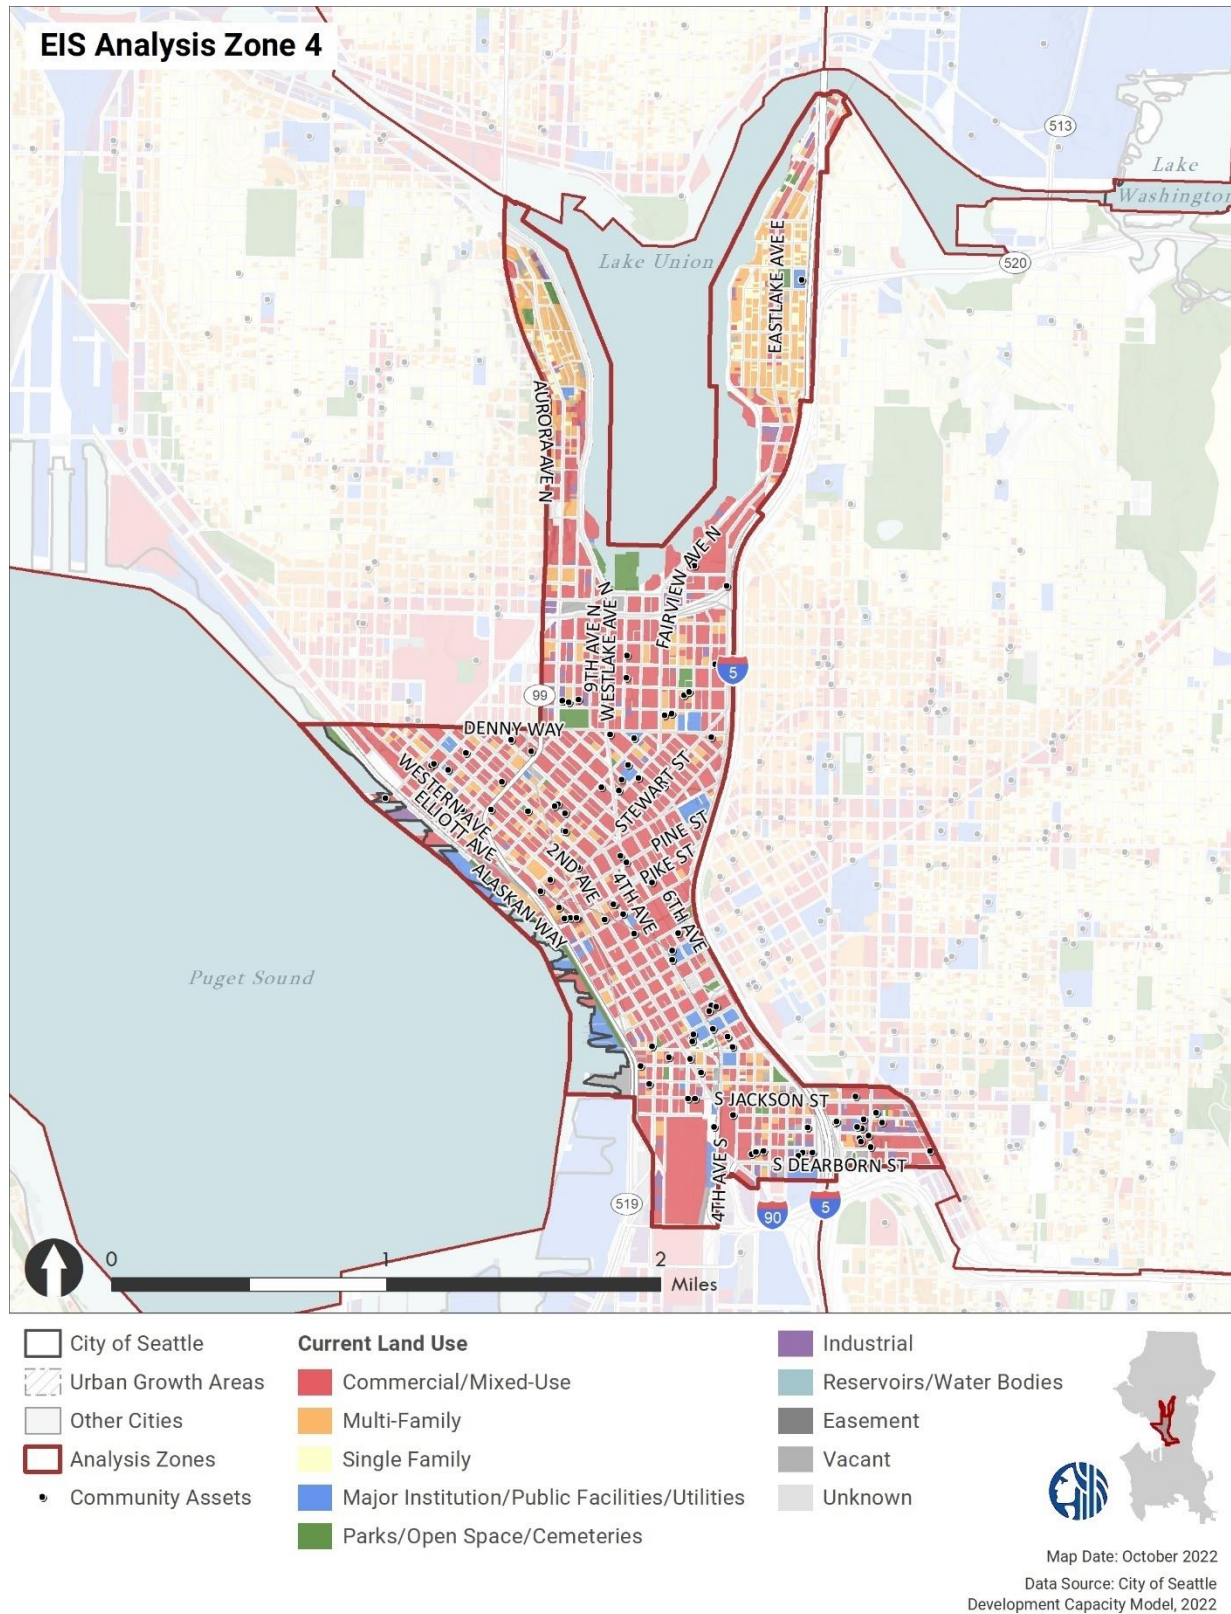 EIS Analysis Zone 4
513
Lake
Washington
Lake Union
520
EASTLAKE AVE E
AURORA AVE N
FAIRVIEW AVE N
9TH AVE N
WESTLAKE AVE N
5
99
DENNY WAY
WESTERN AVE
ELLIOTT AVE
STEWART ST
PINE ST
PIKE ST
2ND AVE
4TH AVE
6TH AVE
ALASKAN WAY
Puget Sound
S JACKSON ST
4TH AVE S
S DEARBORN ST
519
90
5
0
1
2
Miles
City of Seattle
Urban Growth Areas
Other Cities
Analysis Zones
Community Assets
Current Land Use
Commercial/Mixed-Use
Multi-Family
Single Family
Major Institution/Public Facilities/Utilities
Parks/Open Space/Cemeteries
Industrial
Reservoirs/Water Bodies
Easement
Vacant
Unknown
Map Date: October 2022
Data Source: City of Seattle
Development Capacity Model, 2022